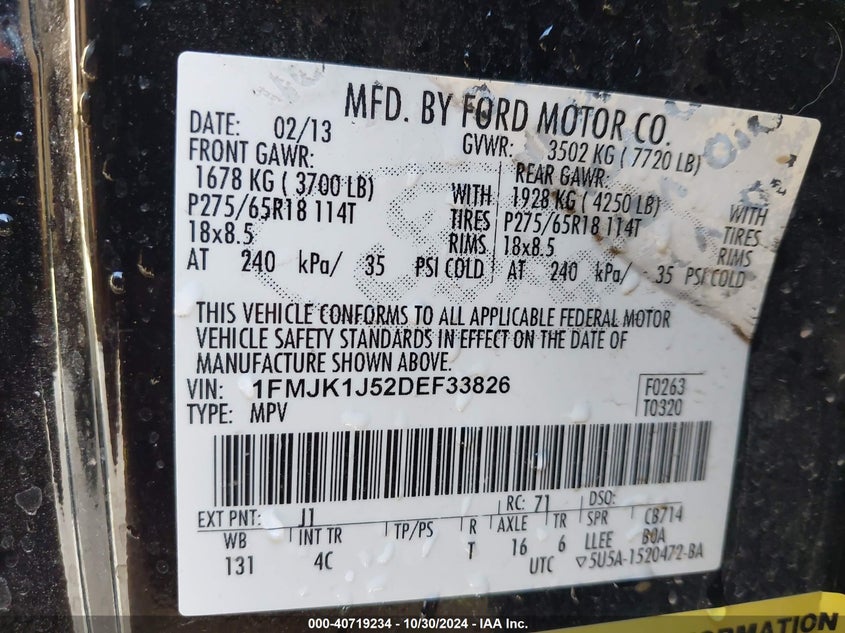 MFD. BY FORD MOTOR CO.
DATE: 02/13 GVWR: 3502 KG ( 7720 LB)
FRONT GAWR: REAR GAWR:
1678 KG ( 3700 LB) WITH 1928 KG ( 4250 LB) WITH
P275/65R18 114T TIRES P275/65R18 114T TIRES
18x8.5 RIMS 18x8.5 RIMS
AT 240 kPa/ 35 PSI COLD AT 240 kPa/ 35 PSI COLD
THIS VEHICLE CONFORMS TO ALL APPLICABLE FEDERAL MOTOR
VEHICLE SAFETY STANDARDS IN EFFECT ON THE DATE OF
MANUFACTURE SHOWN ABOVE.
VIN: 1FMJK1J52DEF33826 F0263
TYPE: MPV T0320
EXT PNT: J1 RC: 71 DSO:
WB INT TR TP/PS R AXLE TR SPR CB714
131 4C T 16 6 LLEE B0A
UTC ▽5U5A-1520472-BA
ORMATION
000-40719234 - 10/30/2024 - IAA Inc.